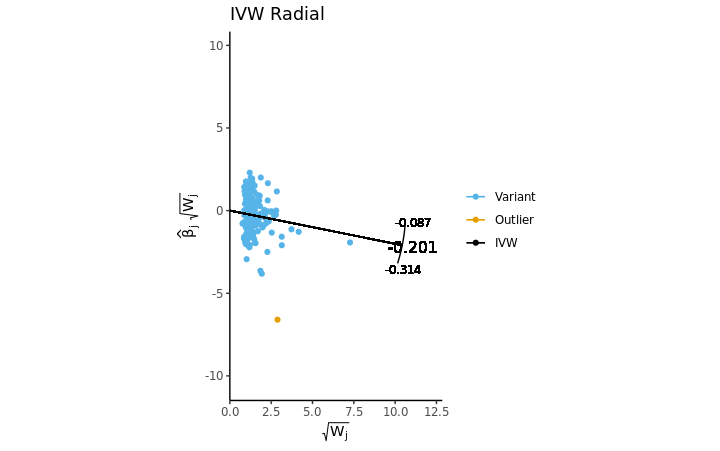 IVW Radial
10
5
0
-5
-10
β̂j √Wj
-0.087
-0.201
-0.314
0.0 2.5 5.0 7.5 10.0 12.5
√Wj
Variant
Outlier
IVW